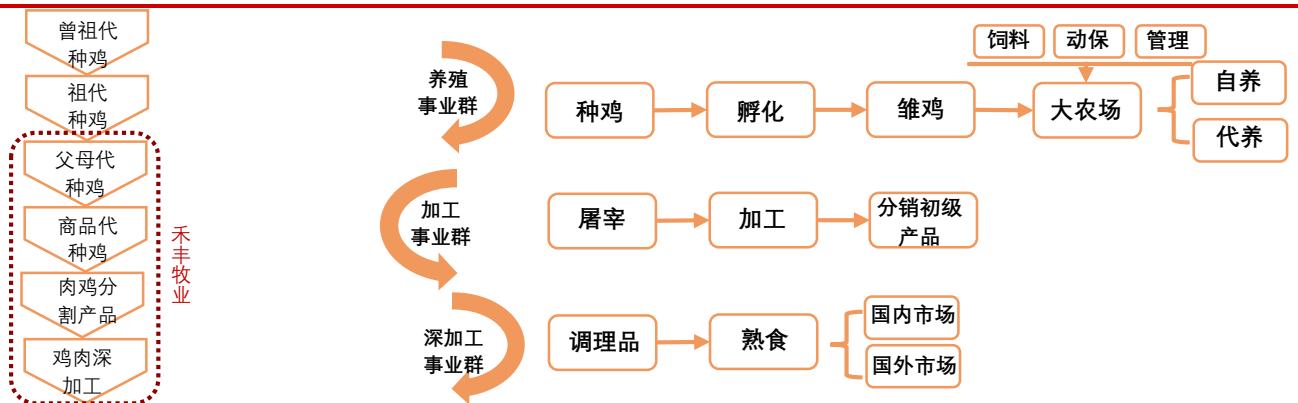 曾祖代
种鸡
祖代
种鸡
父母代
种鸡
商品代
种鸡
肉鸡分
割产品
鸡肉深
加工
禾丰牧业
养殖
事业群
种鸡
孵化
雏鸡
饲料
动保
管理
大农场
自养
代养
加工
事业群
屠宰
加工
分销初级
产品
深加工
事业群
调理品
熟食
国内市场
国外市场